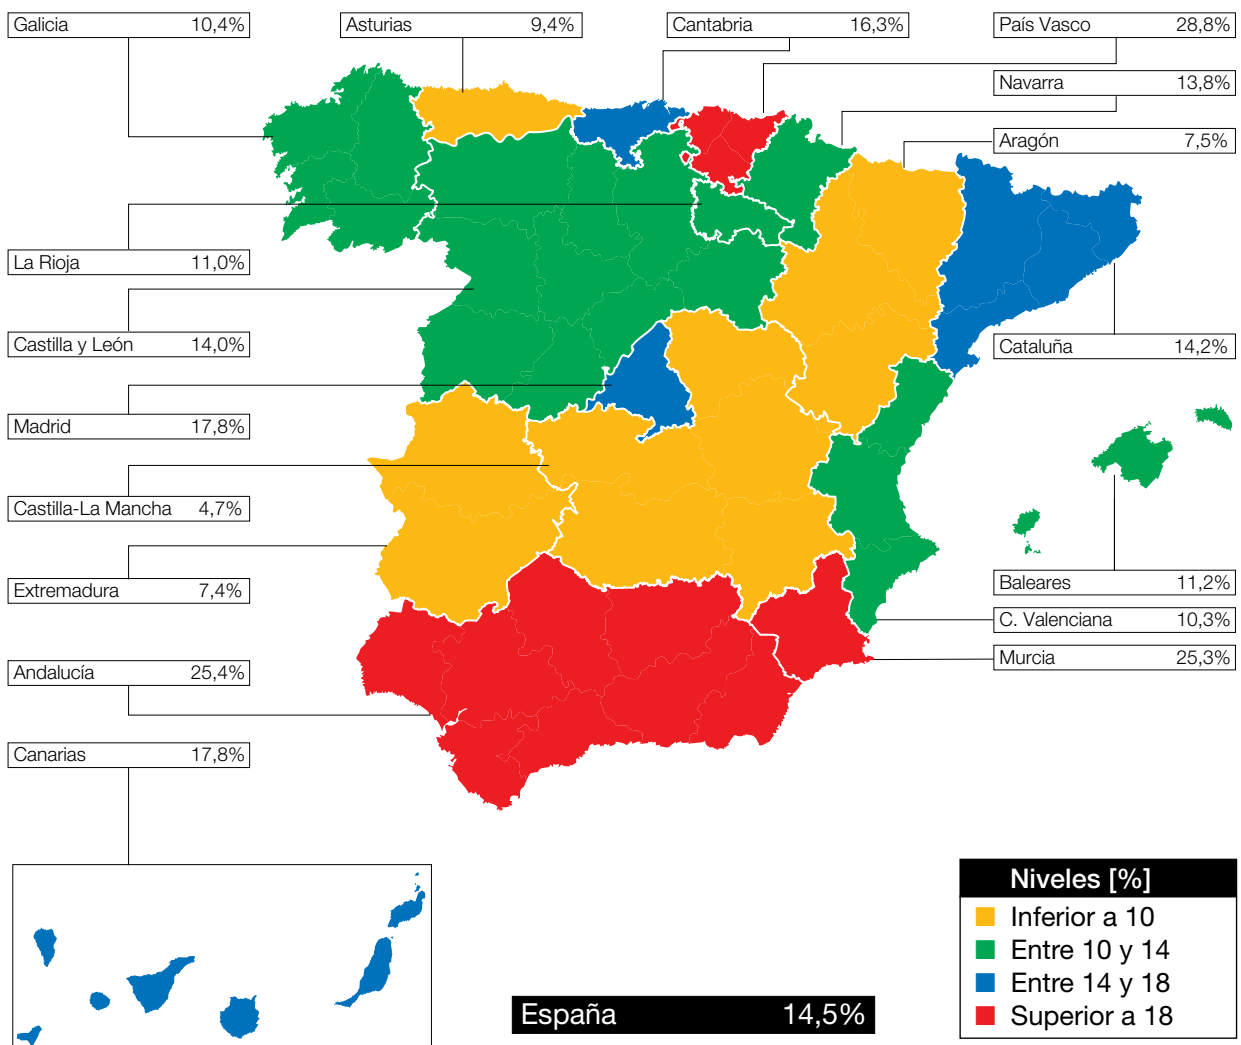 Galicia 10,4%
Asturias 9,4%
Cantabria 16,3%
País Vasco 28,8%
Navarra 13,8%
Aragón 7,5%
La Rioja 11,0%
Castilla y León 14,0%
Cataluña 14,2%
Madrid 17,8%
Castilla-La Mancha 4,7%
Extremadura 7,4%
Baleares 11,2%
C. Valenciana 10,3%
Murcia 25,3%
Andalucía 25,4%
Canarias 17,8%
Niveles [%]
Inferior a 10
Entre 10 y 14
Entre 14 y 18
Superior a 18
España 14,5%